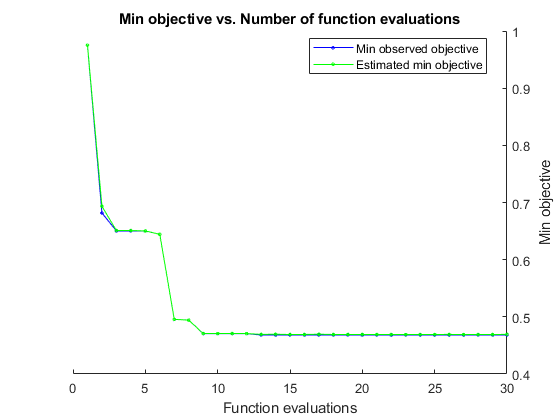 Min objective vs. Number of function evaluations
Min observed objective
Estimated min objective
1
0.9
0.8
0.7
0.6
0.5
0.4
Min objective
0 5 10 15 20 25 30
Function evaluations